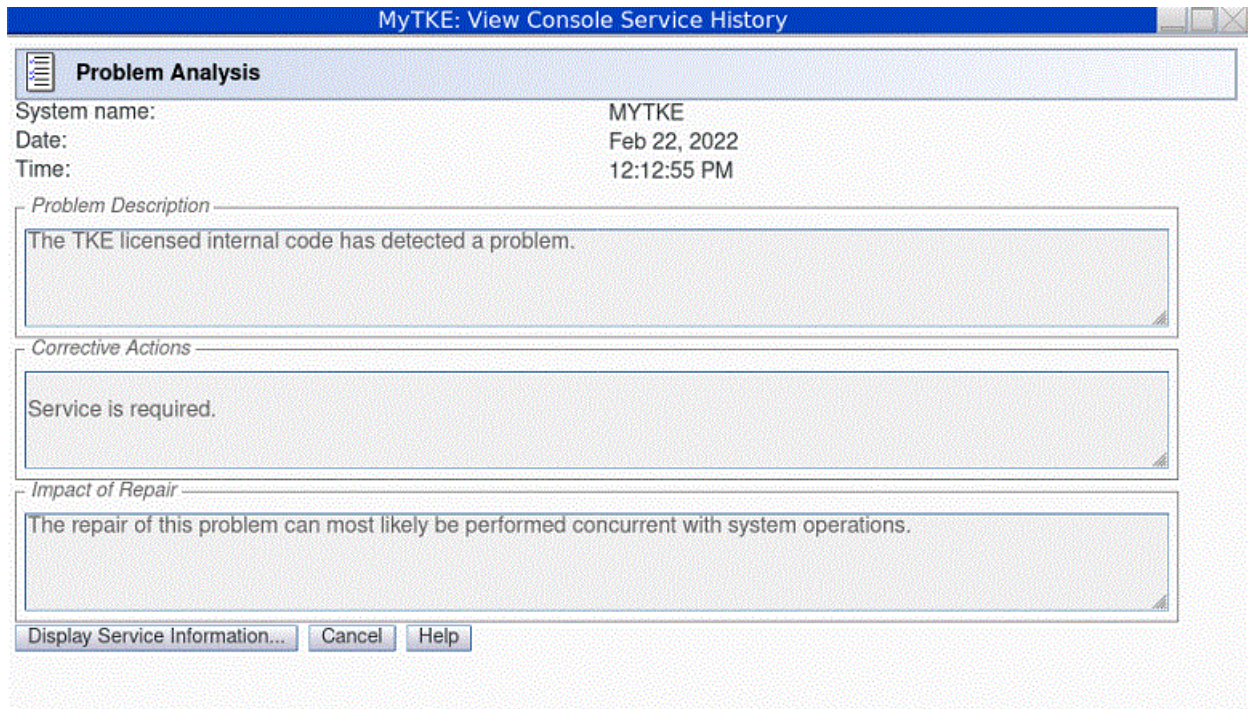 MyTKE: View Console Service History
Problem Analysis
System name: MYTKE
Date: Feb 22, 2022
Time: 12:12:55 PM
Problem Description
The TKE licensed internal code has detected a problem.
Corrective Actions
Service is required.
Impact of Repair
The repair of this problem can most likely be performed concurrent with system operations.
Display Service Information... Cancel Help